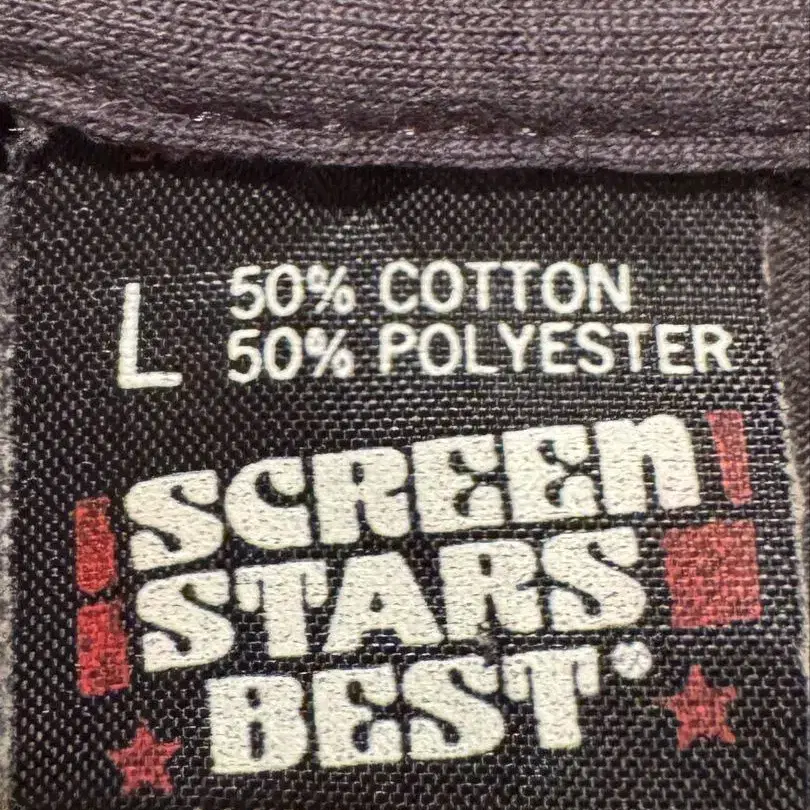 L
50% COTTON
50% POLYESTER
SCREEN
STARS
BEST®